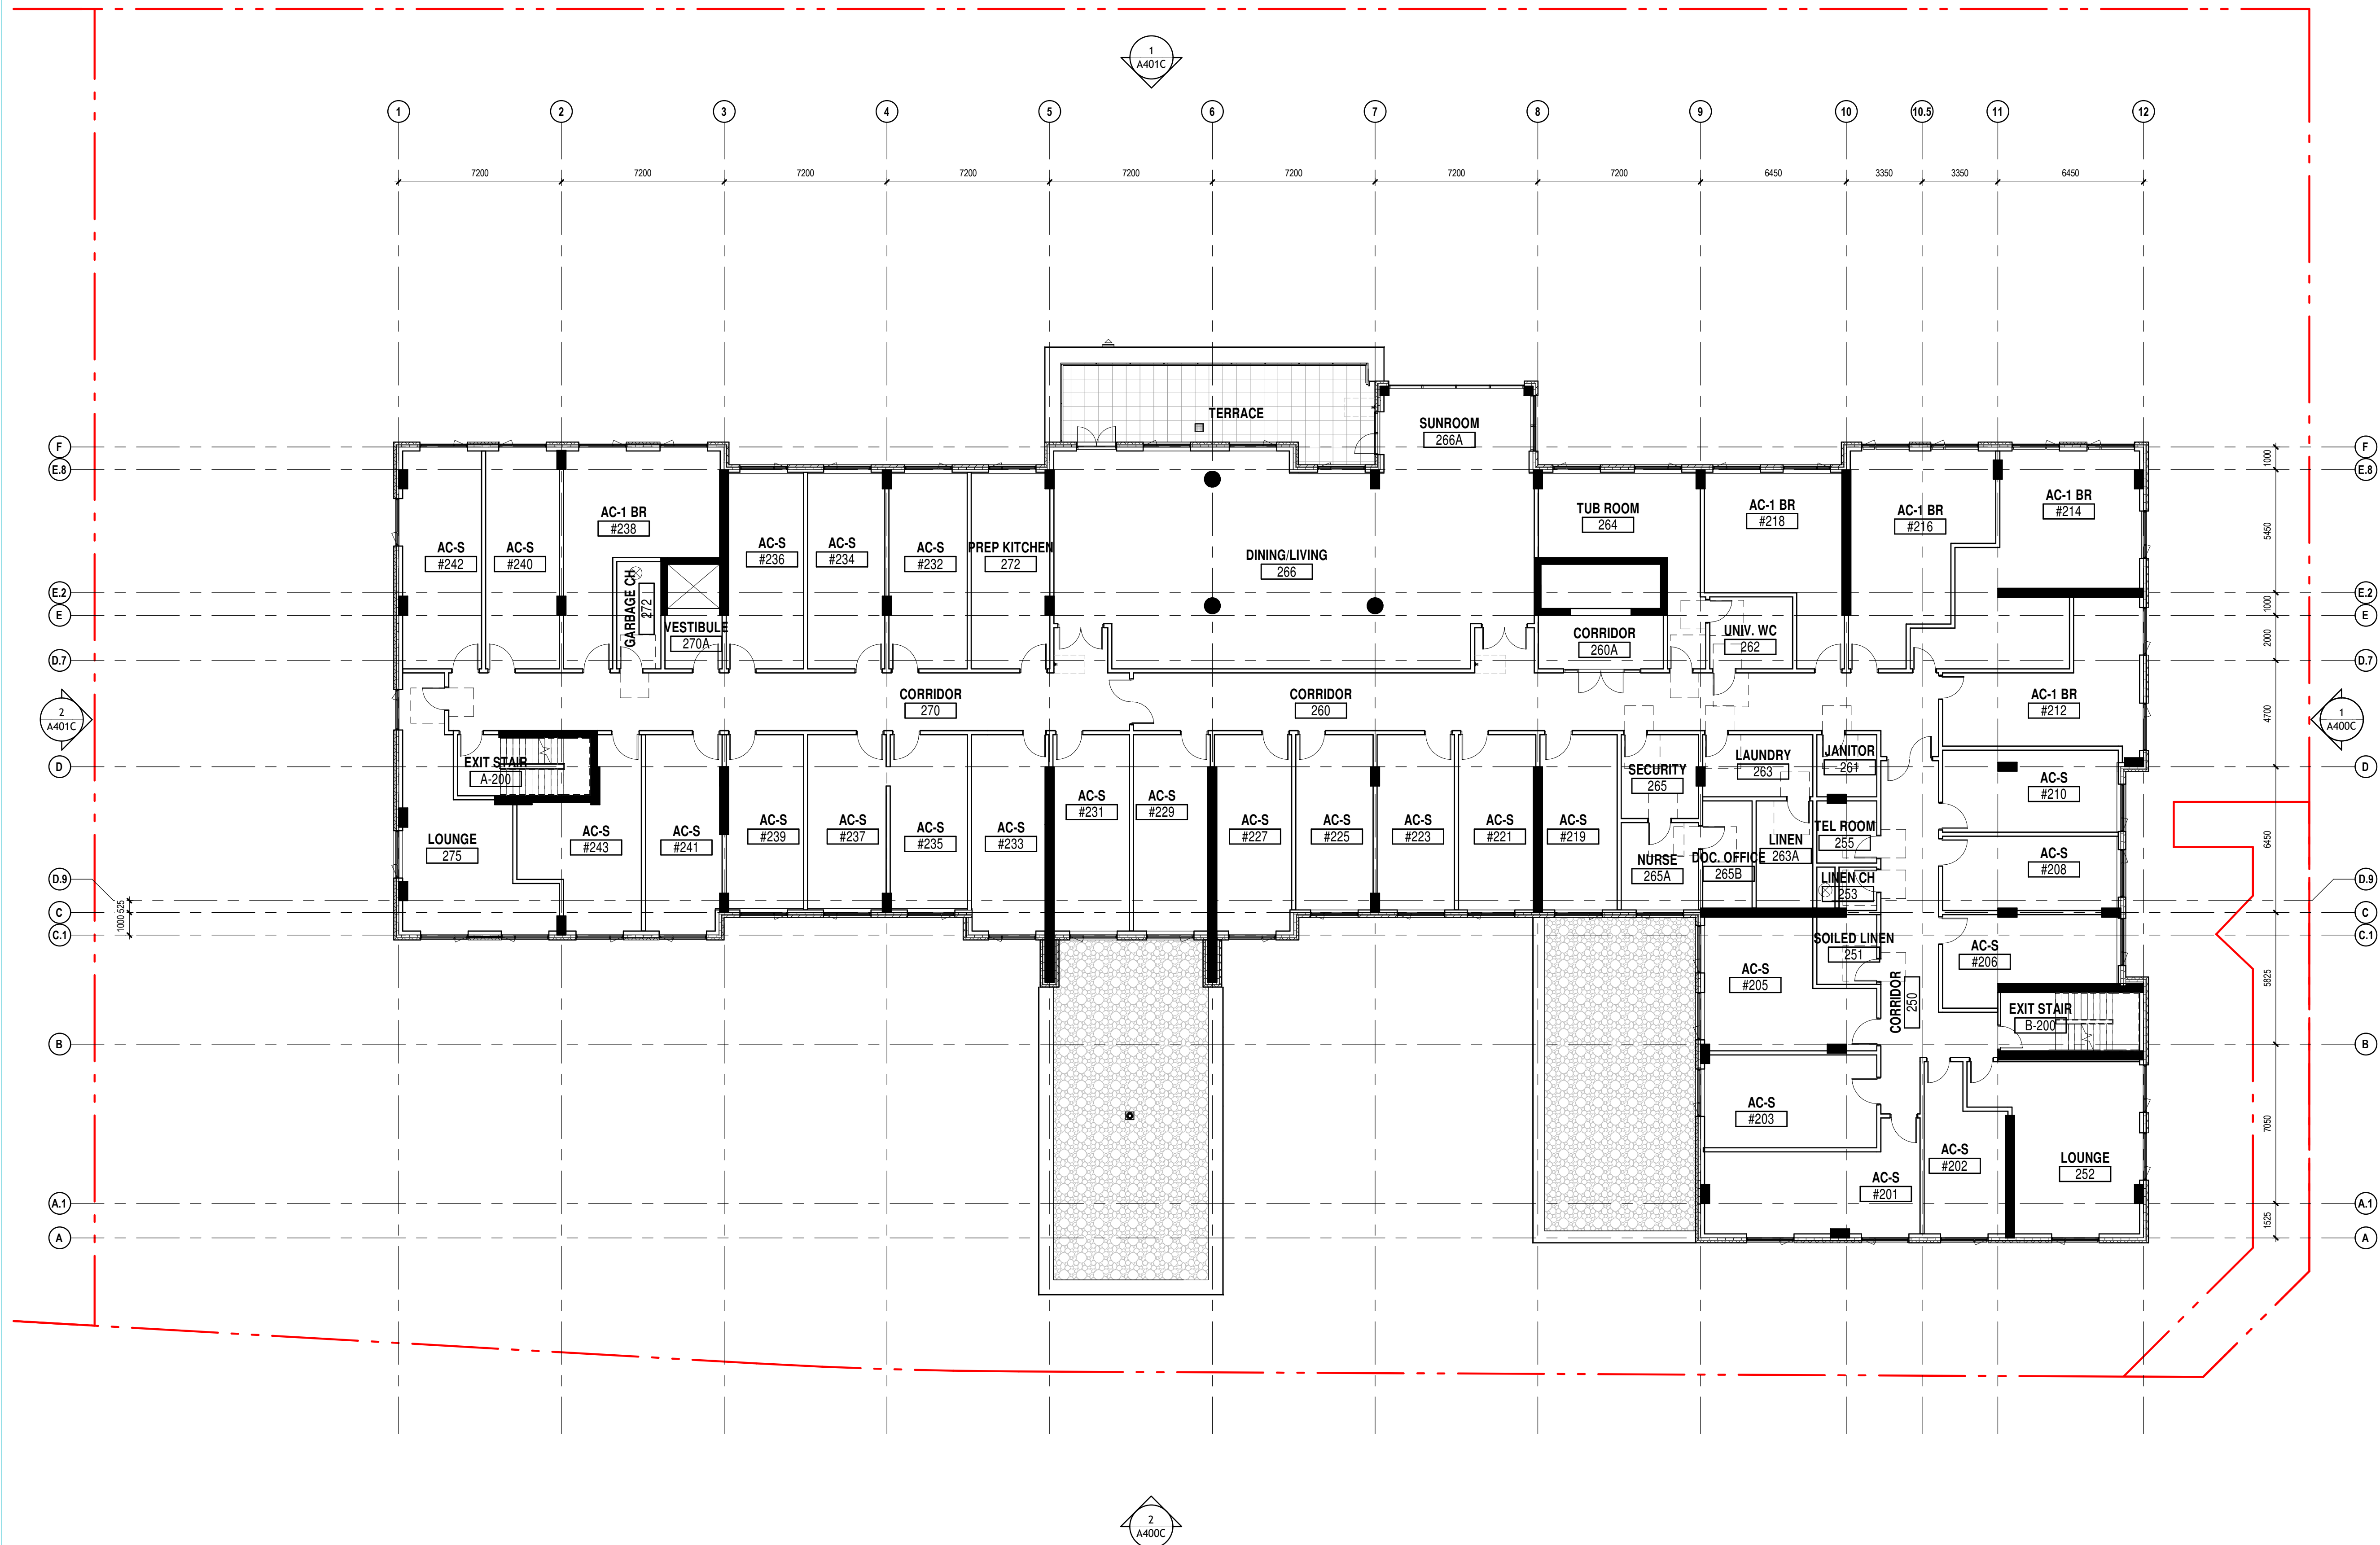 1
A401C
1
2
3
4
5
6
7
8
9
10
10.5
11
12
7200
7200
7200
7200
7200
7200
7200
7200
6450
3350
3350
6450
TERRACE
SUNROOM
266A
F
F
E.8
E.8
1000
AC-1 BR
#238
AC-S
#242
AC-S
#240
AC-S
#236
AC-S
#234
AC-S
#232
PREP KITCHEN
272
DINING/LIVING
266
TUB ROOM
264
AC-1 BR
#218
AC-1 BR
#216
AC-1 BR
#214
5450
E.2
E.2
GARBAGE CH
272
1000
E
E
VESTIBULE
270A
CORRIDOR
260A
UNIV. WC
262
2000
D.7
D.7
2
A401C
CORRIDOR
270
CORRIDOR
260
AC-1 BR
#212
4700
1
A400C
D
D
EXIT STAIR
A-200
SECURITY
265
LAUNDRY
263
JANITOR
261
AC-S
#210
LOUNGE
275
AC-S
#243
AC-S
#241
AC-S
#239
AC-S
#237
AC-S
#235
AC-S
#233
AC-S
#231
AC-S
#229
AC-S
#227
AC-S
#225
AC-S
#223
AC-S
#221
AC-S
#219
NURSE
265A
DOC. OFFICE
265B
LINEN
263A
TEL ROOM
255
AC-S
#208
6450
LINEN CH
253
D.9
D.9
525
C
C
1000
C.1
C.1
SOILED LINEN
251
AC-S
#205
AC-S
#206
CORRIDOR
250
5825
EXIT STAIR
B-200
B
B
AC-S
#203
7050
AC-S
#201
AC-S
#202
LOUNGE
252
A.1
A.1
1525
A
A
2
A400C